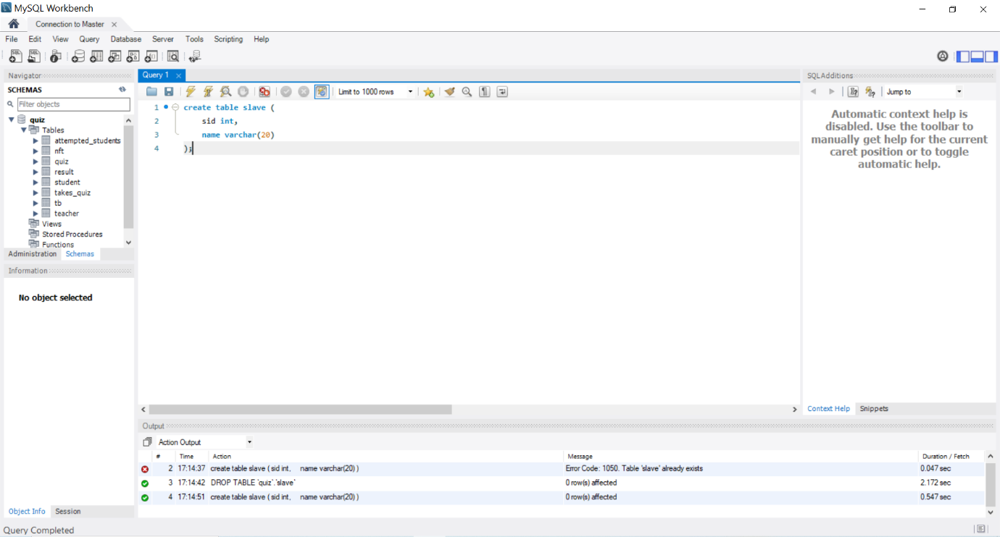 MySQL Workbench
Connection to Master
File Edit View Query Database Server Tools Scripting Help
Navigator
SCHEMAS
Filter objects
quiz
Tables
attempted_students
nft
quiz
result
student
takes_quiz
tb
teacher
Views
Stored Procedures
Functions
Administration Schemas
Information
No object selected
Object Info Session
Query 1
Limit to 1000 rows
1 create table slave (
2 sid int,
3 name varchar(20)
4 );
SQLAdditions
Jump to
Automatic context help is
disabled. Use the toolbar to
manually get help for the current
caret position or to toggle
automatic help.
Context Help Snippets
Output
Action Output
# Time Action Message Duration / Fetch
2 17:14:37 create table slave ( sid int, name varchar(20) ) Error Code: 1050. Table 'slave' already exists 0.047 sec
3 17:14:42 DROP TABLE `quiz`.`slave` 0 row(s) affected 2.172 sec
4 17:14:51 create table slave ( sid int, name varchar(20) ) 0 row(s) affected 0.547 sec
Query Completed